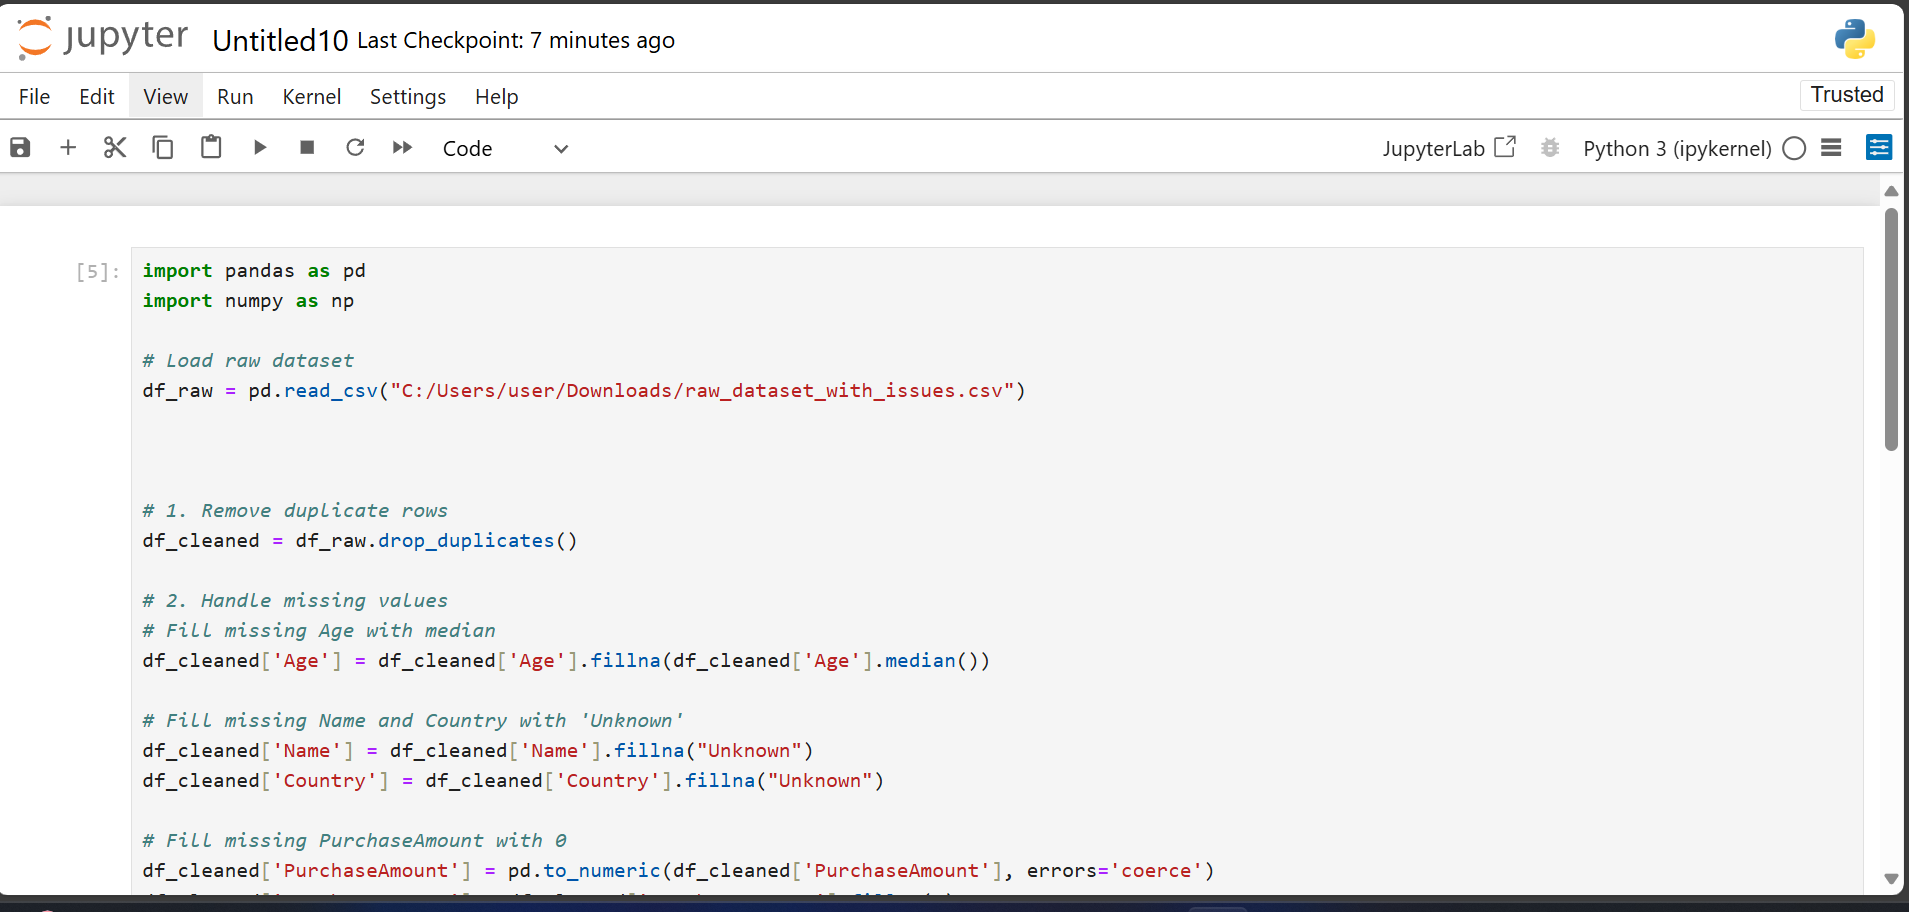 jupyter Untitled10 Last Checkpoint: 7 minutes ago
File Edit View Run Kernel Settings Help Trusted
Code JupyterLab Python 3 (ipykernel)
[5]:
import pandas as pd
import numpy as np
# Load raw dataset
df_raw = pd.read_csv("C:/Users/user/Downloads/raw_dataset_with_issues.csv")
# 1. Remove duplicate rows
df_cleaned = df_raw.drop_duplicates()
# 2. Handle missing values
# Fill missing Age with median
df_cleaned['Age'] = df_cleaned['Age'].fillna(df_cleaned['Age'].median())
# Fill missing Name and Country with 'Unknown'
df_cleaned['Name'] = df_cleaned['Name'].fillna("Unknown")
df_cleaned['Country'] = df_cleaned['Country'].fillna("Unknown")
# Fill missing PurchaseAmount with 0
df_cleaned['PurchaseAmount'] = pd.to_numeric(df_cleaned['PurchaseAmount'], errors='coerce')